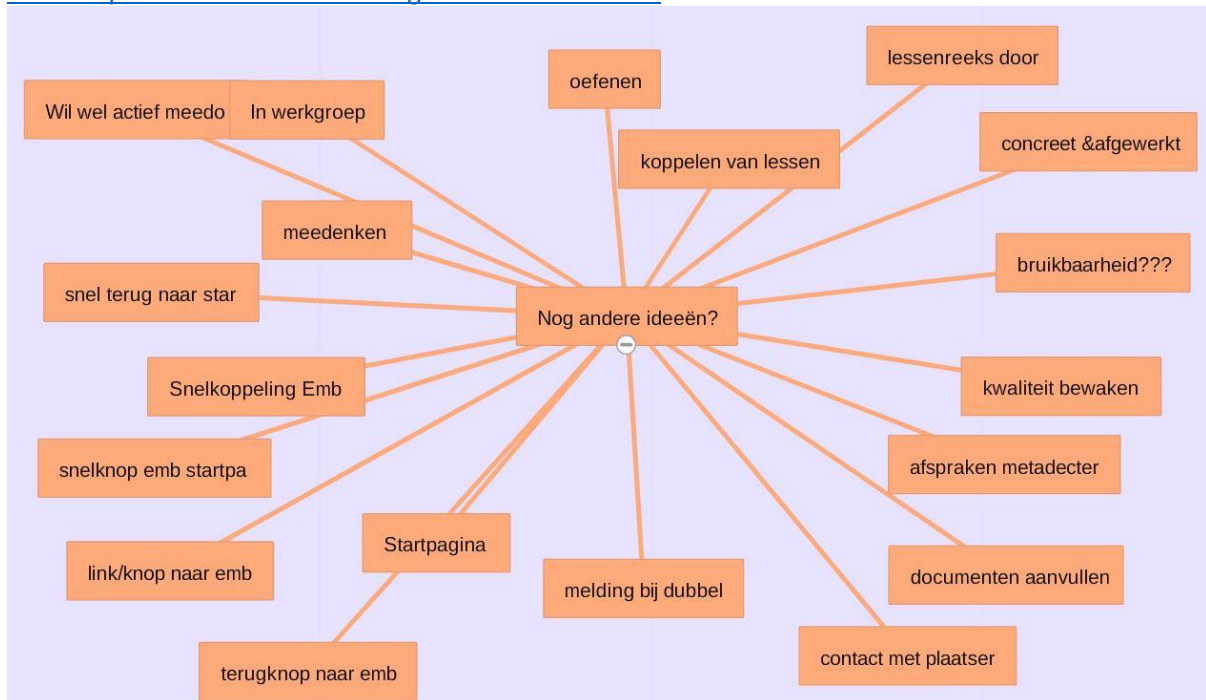 oefenen
lessenreeks door
Wil wel actief meedo
In werkgroep
koppelen van lessen
concreet &afgewerkt
meedenken
bruikbaarheid???
snel terug naar star
Nog andere ideeën?
Snelkoppeling Emb
kwaliteit bewaken
snelknop emb startpa
afspraken metadecter
Startpagina
link/knop naar emb
melding bij dubbel
documenten aanvullen
terugknop naar emb
contact met plaatser